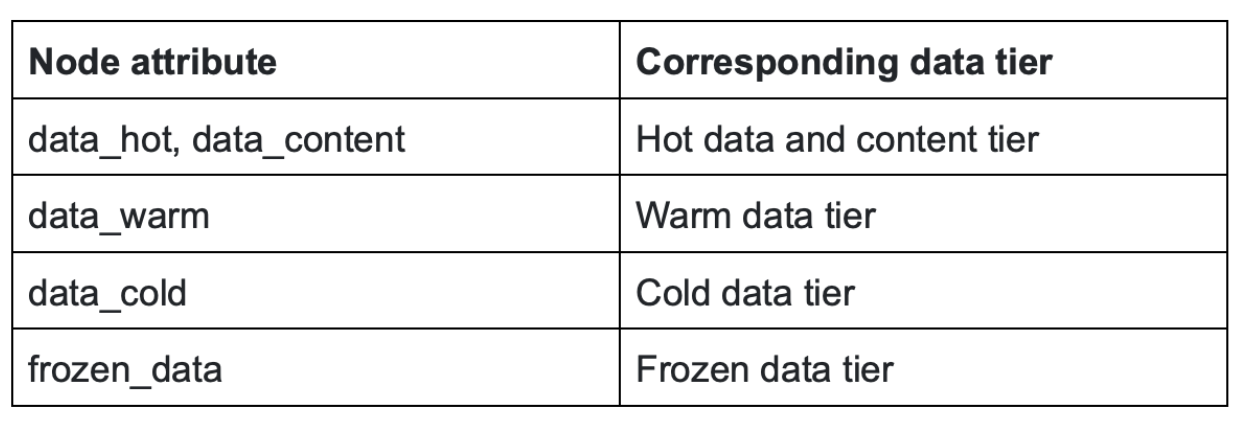 Node attribute Corresponding data tier
data_hot, data_content Hot data and content tier
data_warm Warm data tier
data_cold Cold data tier
frozen_data Frozen data tier